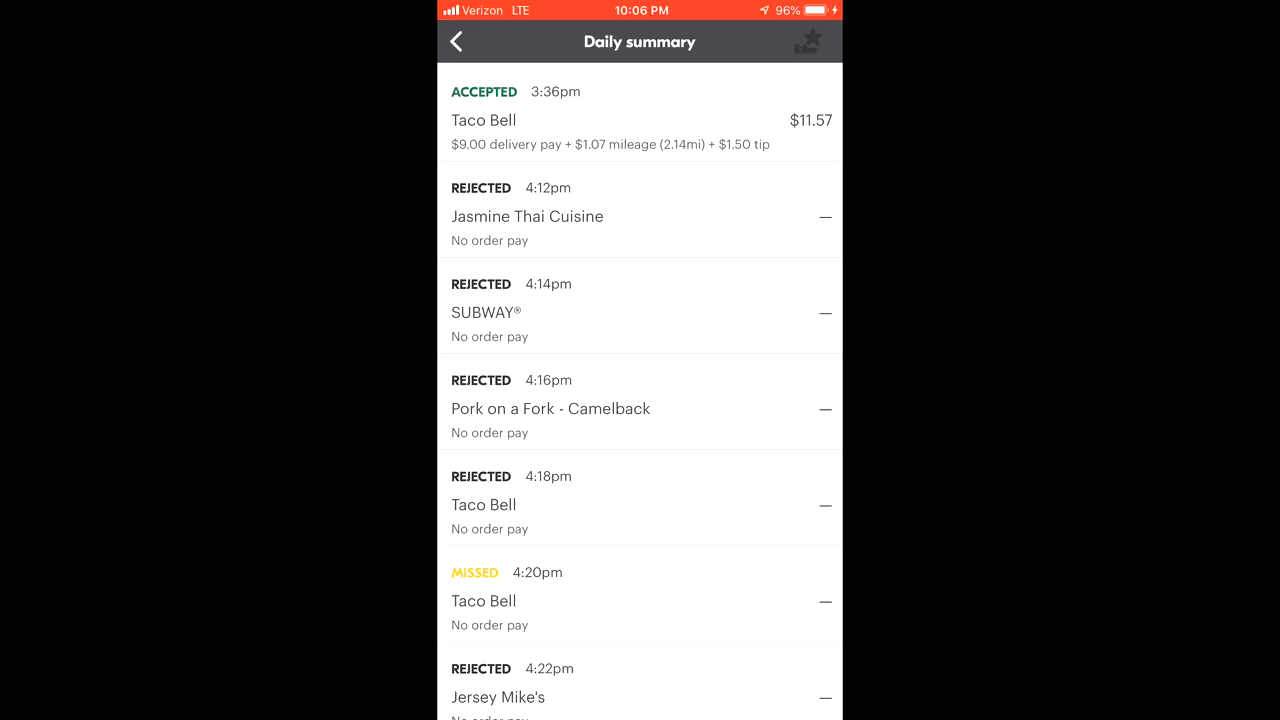 Verizon LTE 10:06 PM 96%
Daily summary
ACCEPTED 3:36pm
Taco Bell $11.57
$9.00 delivery pay + $1.07 mileage (2.14mi) + $1.50 tip
REJECTED 4:12pm
Jasmine Thai Cuisine —
No order pay
REJECTED 4:14pm
SUBWAY® —
No order pay
REJECTED 4:16pm
Pork on a Fork - Camelback —
No order pay
REJECTED 4:18pm
Taco Bell —
No order pay
MISSED 4:20pm
Taco Bell —
No order pay
REJECTED 4:22pm
Jersey Mike's —
No order pay